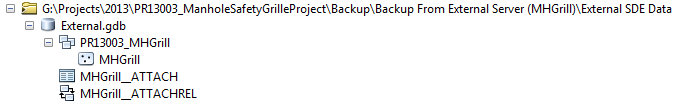 G:\Projects\2013\PR13003_ManholeSafetyGrilleProject\Backup\Backup From External Server (MHGrill)\External SDE Data
External.gdb
PR13003_MHGrill
MHGrill
MHGrill__ATTACH
MHGrill__ATTACHREL